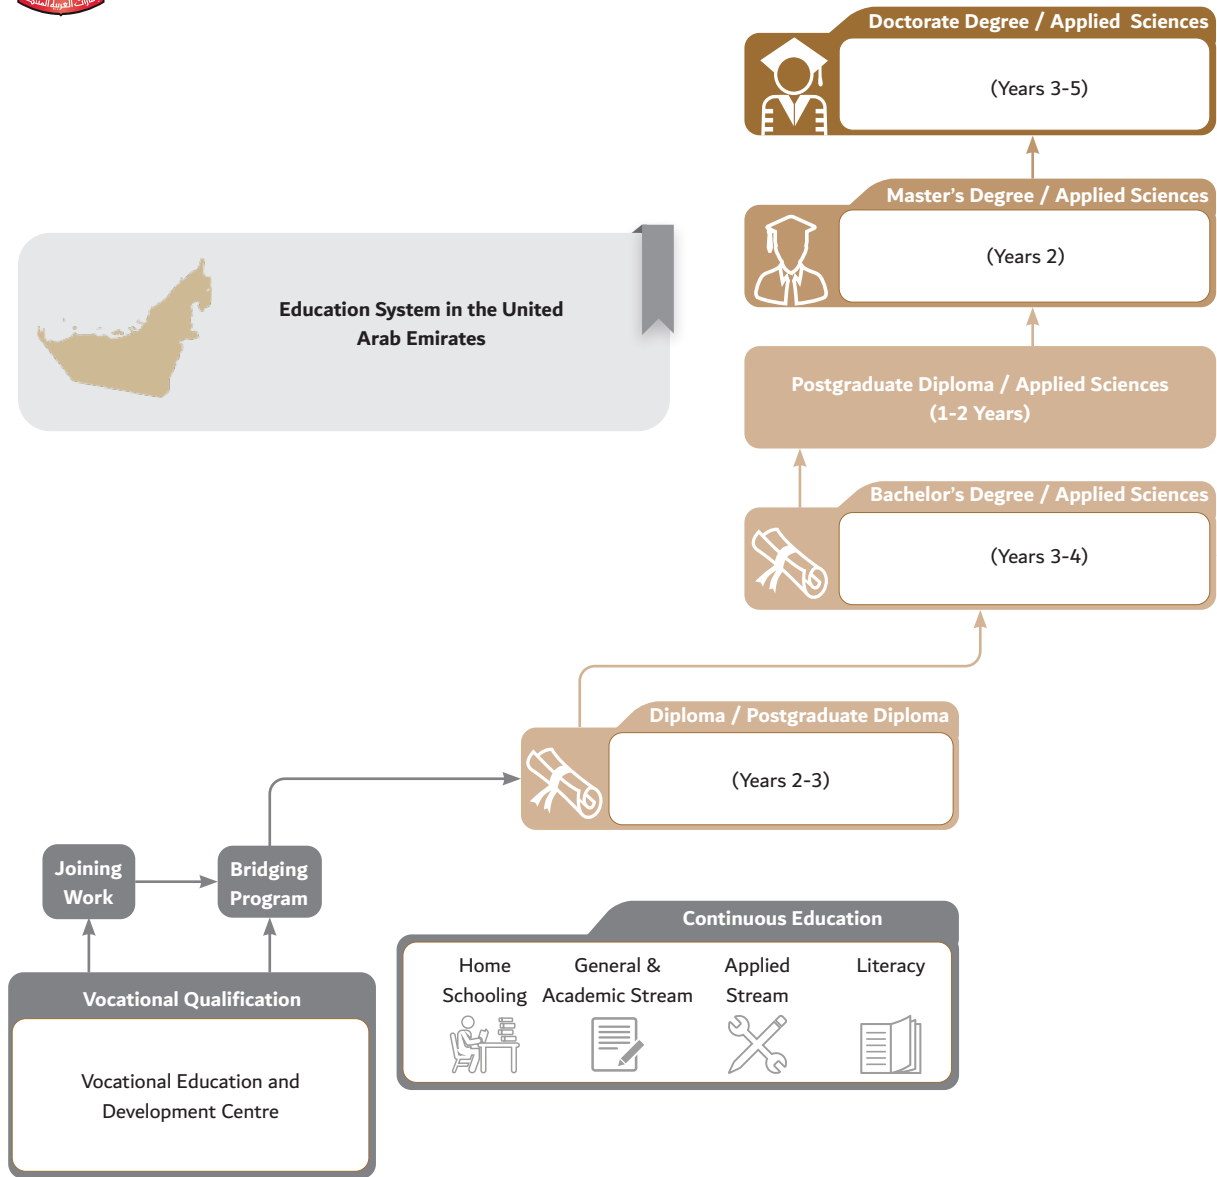 العربية المتحدة
Doctorate Degree / Applied Sciences
(Years 3-5)
Master's Degree / Applied Sciences
(Years 2)
Education System in the United
Arab Emirates
Postgraduate Diploma / Applied Sciences
(1-2 Years)
Bachelor's Degree / Applied Sciences
(Years 3-4)
Diploma / Postgraduate Diploma
(Years 2-3)
Joining
Work
Bridging
Program
Continuous Education
Home
Schooling
General &
Academic Stream
Applied
Stream
Literacy
Vocational Qualification
Vocational Education and
Development Centre